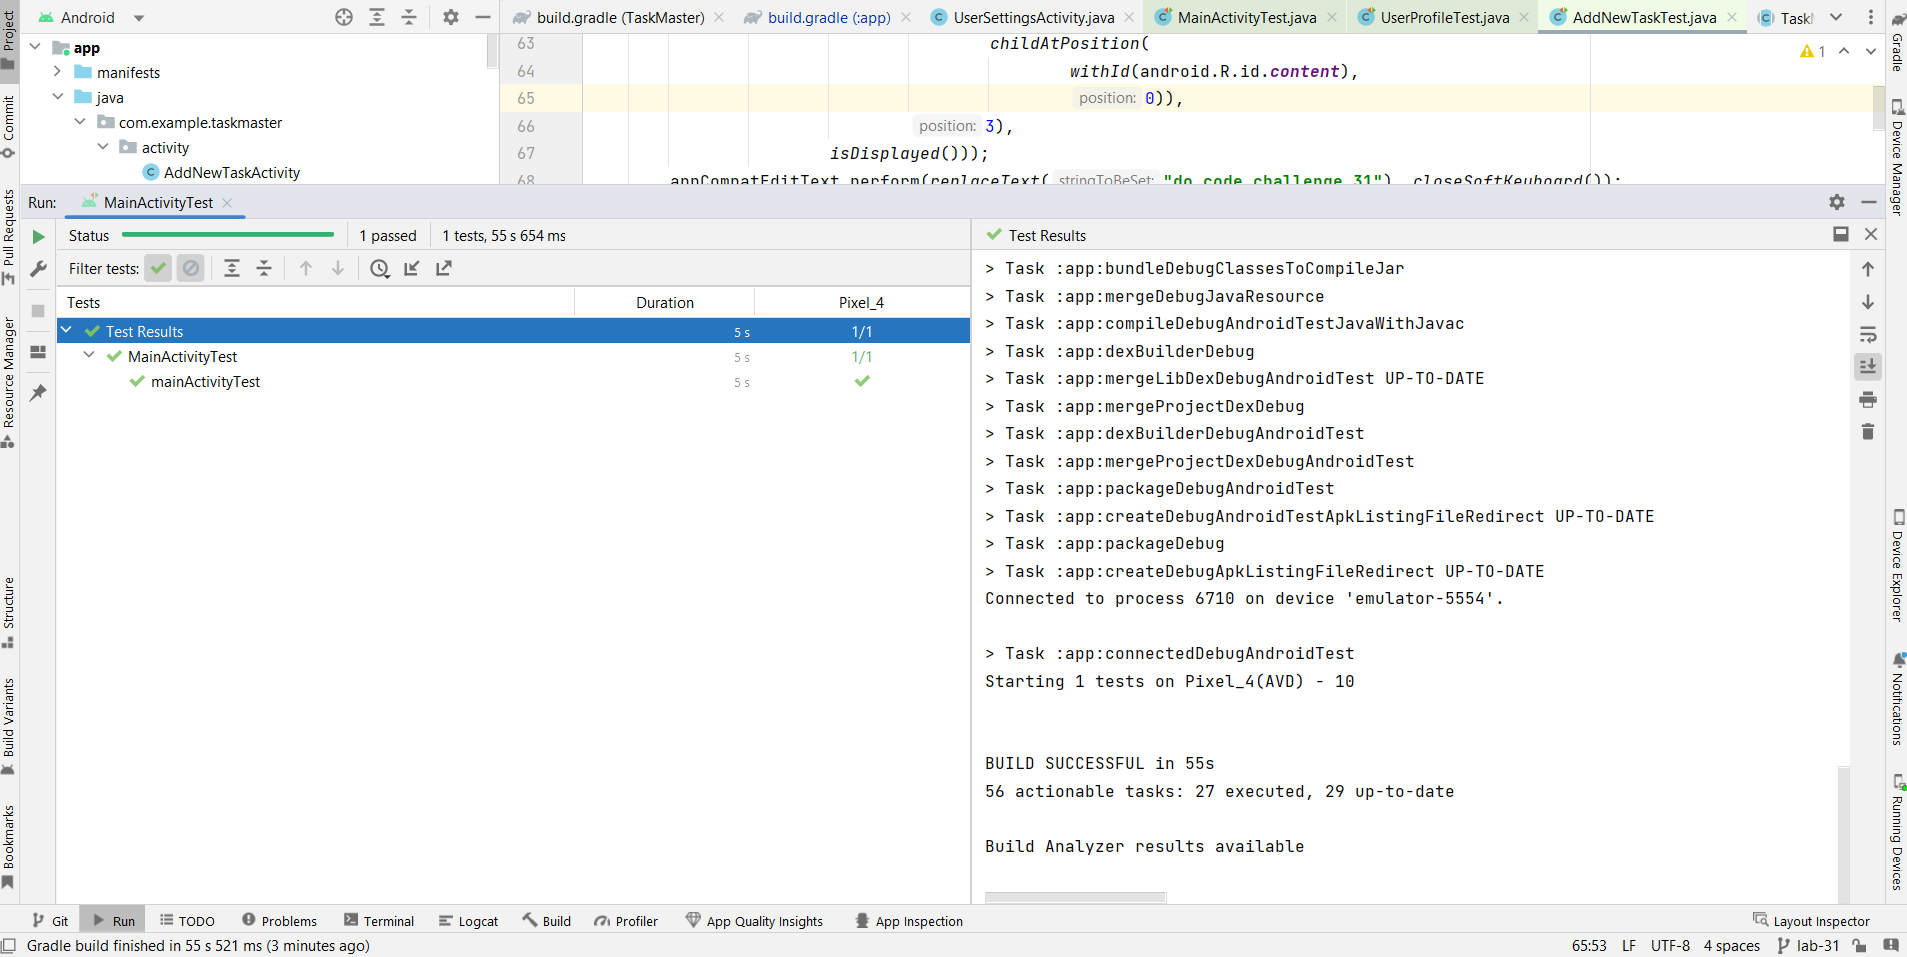 Android
build.gradle (TaskMaster)
build.gradle (:app)
UserSettingsActivity.java
MainActivityTest.java
UserProfileTest.java
AddNewTaskTest.java
Task
Project
Commit
Pull Requests
Resource Manager
Structure
Build Variants
Bookmarks
app
manifests
java
com.example.taskmaster
activity
AddNewTaskActivity
63 childAtPosition(
64 withId(android.R.id.content),
65 position: 0)),
66 position: 3),
67 isDisplayed()));
68 appCompatEditText.perform(replaceText( stringToBeSet: "do code challenge 31"), closeSoftKeyboard());
1
Gradle
Device Manager
Device Explorer
Notifications
Running Devices
Run: MainActivityTest
Status 1 passed 1 tests, 55 s 654 ms
Filter tests:
Tests Duration Pixel_4
Test Results 5 s 1/1
MainActivityTest 5 s 1/1
mainActivityTest 5 s
Test Results
> Task :app:bundleDebugClassesToCompileJar
> Task :app:mergeDebugJavaResource
> Task :app:compileDebugAndroidTestJavaWithJavac
> Task :app:dexBuilderDebug
> Task :app:mergeLibDexDebugAndroidTest UP-TO-DATE
> Task :app:mergeProjectDexDebug
> Task :app:dexBuilderDebugAndroidTest
> Task :app:mergeProjectDexDebugAndroidTest
> Task :app:packageDebugAndroidTest
> Task :app:createDebugAndroidTestApkListingFileRedirect UP-TO-DATE
> Task :app:packageDebug
> Task :app:createDebugApkListingFileRedirect UP-TO-DATE
Connected to process 6710 on device 'emulator-5554'.
> Task :app:connectedDebugAndroidTest
Starting 1 tests on Pixel_4(AVD) - 10
BUILD SUCCESSFUL in 55s
56 actionable tasks: 27 executed, 29 up-to-date
Build Analyzer results available
Git Run TODO Problems Terminal Logcat Build Profiler App Quality Insights App Inspection Layout Inspector
Gradle build finished in 55 s 521 ms (3 minutes ago) 65:53 LF UTF-8 4 spaces lab-31